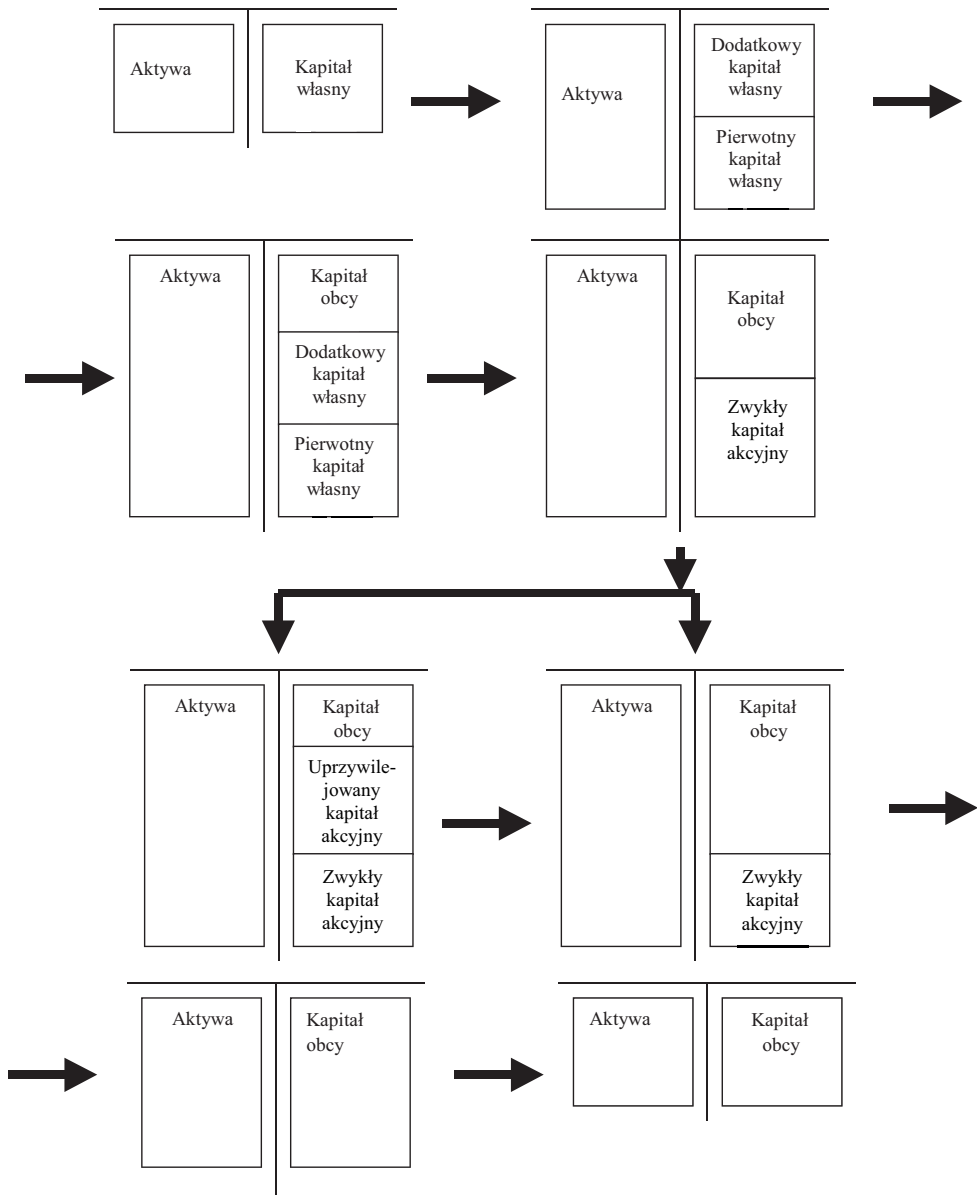 Aktywa
Kapitał
własny
Aktywa
Dodatkowy
kapitał
własny
Pierwotny
kapitał
własny
Aktywa
Kapitał
obcy
Dodatkowy
kapitał
własny
Pierwotny
kapitał
własny
Aktywa
Kapitał
obcy
Zwykły
kapitał
akcyjny
Aktywa
Kapitał
obcy
Uprzywile-
jowany
kapitał
akcyjny
Zwykły
kapitał
akcyjny
Aktywa
Kapitał
obcy
Zwykły
kapitał
akcyjny
Aktywa
Kapitał
obcy
Aktywa
Kapitał
obcy